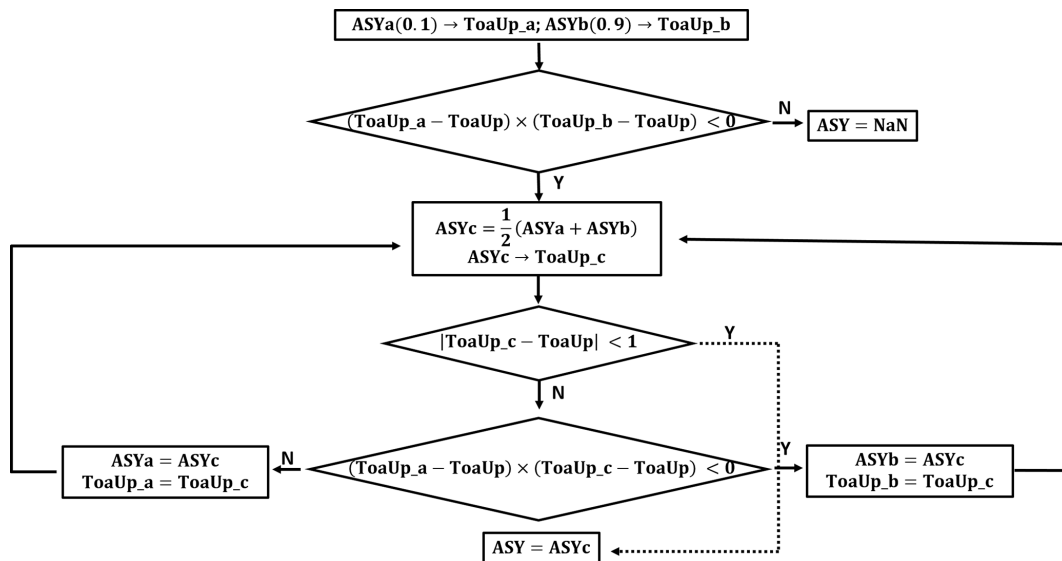 ASYa(0.1) → ToaUp_a; ASYb(0.9) → ToaUp_b
(ToaUp_a − ToaUp) × (ToaUp_b − ToaUp) < 0
N
ASY = NaN
Y
ASYc = 1/2 (ASYa + ASYb)
ASYc → ToaUp_c
|ToaUp_c − ToaUp| < 1
Y
N
ASYa = ASYc
ToaUp_a = ToaUp_c
N
(ToaUp_a − ToaUp) × (ToaUp_c − ToaUp) < 0
Y
ASYb = ASYc
ToaUp_b = ToaUp_c
ASY = ASYc